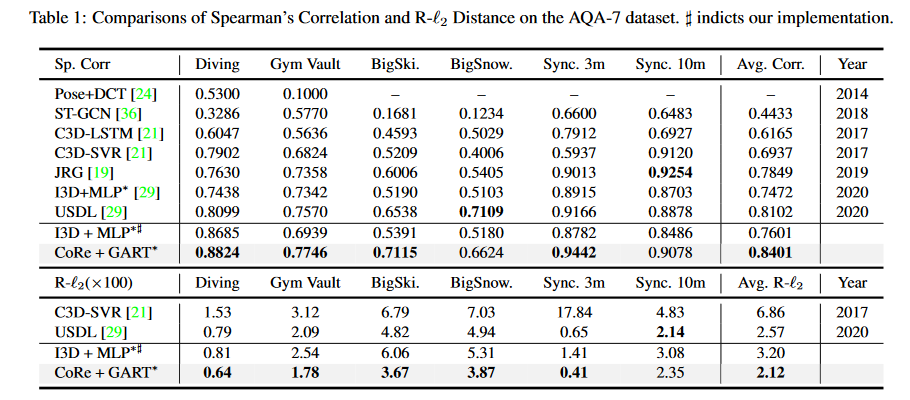 Table 1: Comparisons of Spearman's Correlation and R-ℓ₂ Distance on the AQA-7 dataset. ♯ indicts our implementation.
Sp. Corr Diving Gym Vault BigSki. BigSnow. Sync. 3m Sync. 10m Avg. Corr. Year
Pose+DCT [24] 0.5300 0.1000 – – – – – 2014
ST-GCN [36] 0.3286 0.5770 0.1681 0.1234 0.6600 0.6483 0.4433 2018
C3D-LSTM [21] 0.6047 0.5636 0.4593 0.5029 0.7912 0.6927 0.6165 2017
C3D-SVR [21] 0.7902 0.6824 0.5209 0.4006 0.5937 0.9120 0.6937 2017
JRG [19] 0.7630 0.7358 0.6006 0.5405 0.9013 0.9254 0.7849 2019
I3D+MLP* [29] 0.7438 0.7342 0.5190 0.5103 0.8915 0.8703 0.7472 2020
USDL [29] 0.8099 0.7570 0.6538 0.7109 0.9166 0.8878 0.8102 2020
I3D + MLP*♯ 0.8685 0.6939 0.5391 0.5180 0.8782 0.8486 0.7601
CoRe + GART* 0.8824 0.7746 0.7115 0.6624 0.9442 0.9078 0.8401
R-ℓ₂(×100) Diving Gym Vault BigSki. BigSnow. Sync. 3m Sync. 10m Avg. R-ℓ₂ Year
C3D-SVR [21] 1.53 3.12 6.79 7.03 17.84 4.83 6.86 2017
USDL [29] 0.79 2.09 4.82 4.94 0.65 2.14 2.57 2020
I3D + MLP*♯ 0.81 2.54 6.06 5.31 1.41 3.08 3.20
CoRe + GART* 0.64 1.78 3.67 3.87 0.41 2.35 2.12